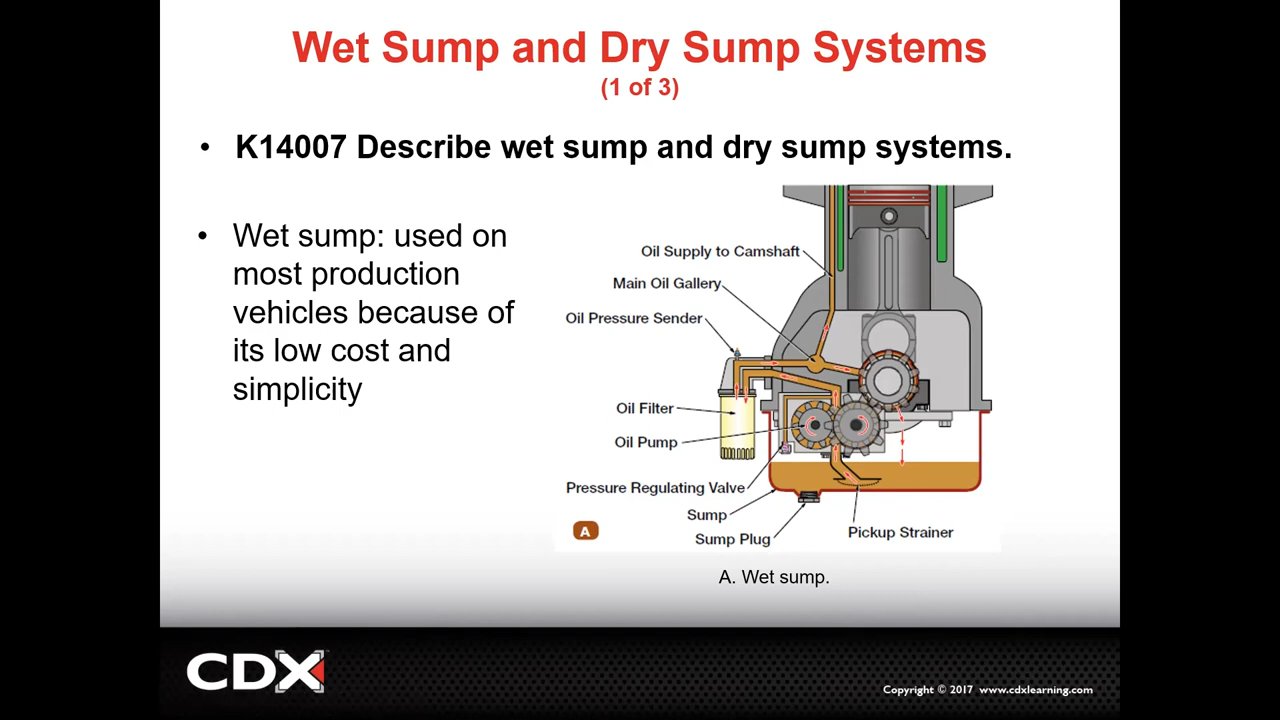 Wet Sump and Dry Sump Systems
(1 of 3)
• K14007 Describe wet sump and dry sump systems.
• Wet sump: used on
most production
vehicles because of
its low cost and
simplicity
Oil Supply to Camshaft
Main Oil Gallery
Oil Pressure Sender
Oil Filter
Oil Pump
Pressure Regulating Valve
Sump
Sump Plug
Pickup Strainer
A
A. Wet sump.
CDX
Copyright © 2017 www.cdxlearning.com